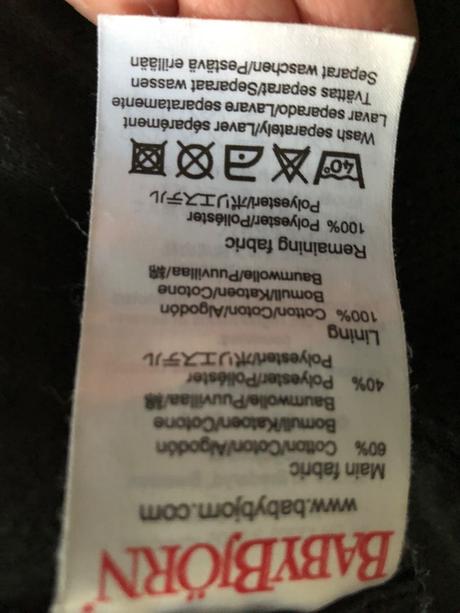 BABYBJÖRN®
www.babybjorn.com
Main fabric
60% Cotton/Coton/Algodón
Bomull/Katoen/Cotone
Baumwolle/Puuvillaa/綿
40% Polyester/Poliéster
Polyesteri/ポリエステル
Lining
100% Cotton/Coton/Algodón
Bomull/Katoen/Cotone
Baumwolle/Puuvillaa/綿
Remaining fabric
100% Polyester/Poliéster
Polyesteri/ポリエステル
40°
Wash separately/Laver séparément
Lavar separado/Lavare separatamente
Tvättas separat/Separaat wassen
Separat waschen/Pestävä erillään